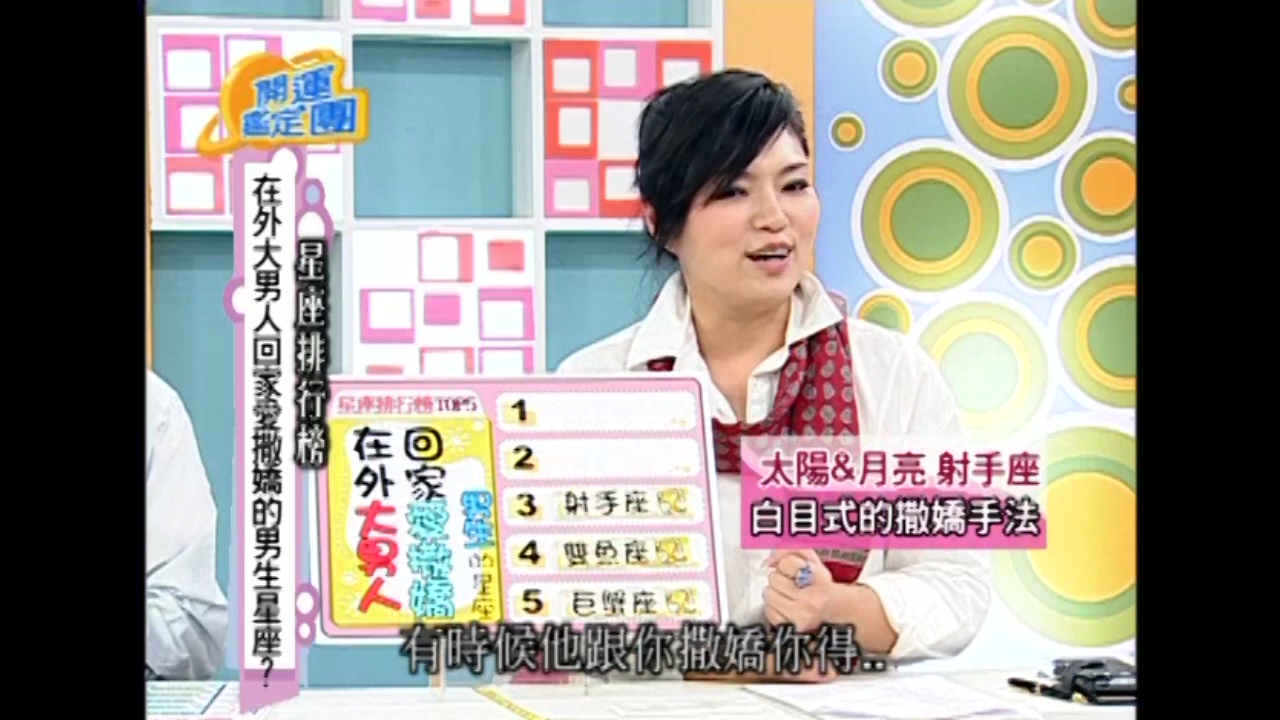 開運
鑑定團
星座排行榜
在外大男人回家愛撒嬌的男生星座?
星座排行榜TOP5
在外大男人
回家愛撒嬌
男生
的星座
1
2
3 射手座
4 雙魚座
5 巨蟹座
太陽&月亮 射手座
白目式的撒嬌手法
有時候他跟你撒嬌你得..